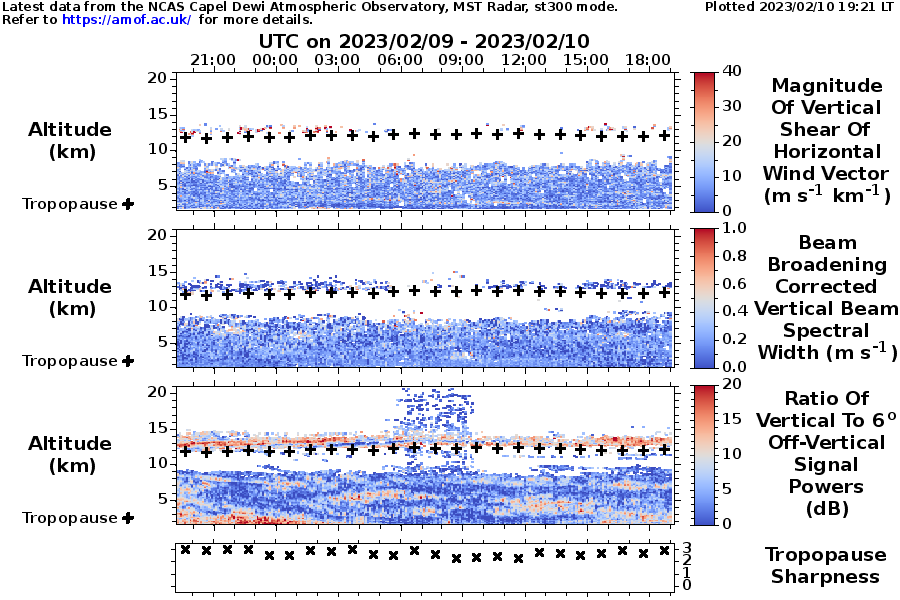 Latest data from the NCAS Capel Dewi Atmospheric Observatory, MST Radar, st300 mode.
Plotted 2023/02/10 19:21 LT
Refer to https://amof.ac.uk/ for more details.
UTC on 2023/02/09 - 2023/02/10
21:00 00:00 03:00 06:00 09:00 12:00 15:00 18:00
20
15
10
5
Altitude
(km)
Tropopause
40
30
20
10
0
Magnitude
Of Vertical
Shear Of
Horizontal
Wind Vector
(m s-1 km-1)
20
15
10
5
Altitude
(km)
Tropopause
1.0
0.8
0.6
0.4
0.2
0.0
Beam
Broadening
Corrected
Vertical Beam
Spectral
Width (m s-1)
20
15
10
5
Altitude
(km)
Tropopause
20
15
10
5
0
Ratio Of
Vertical To 6o
Off-Vertical
Signal
Powers
(dB)
3
2
1
0
Tropopause
Sharpness